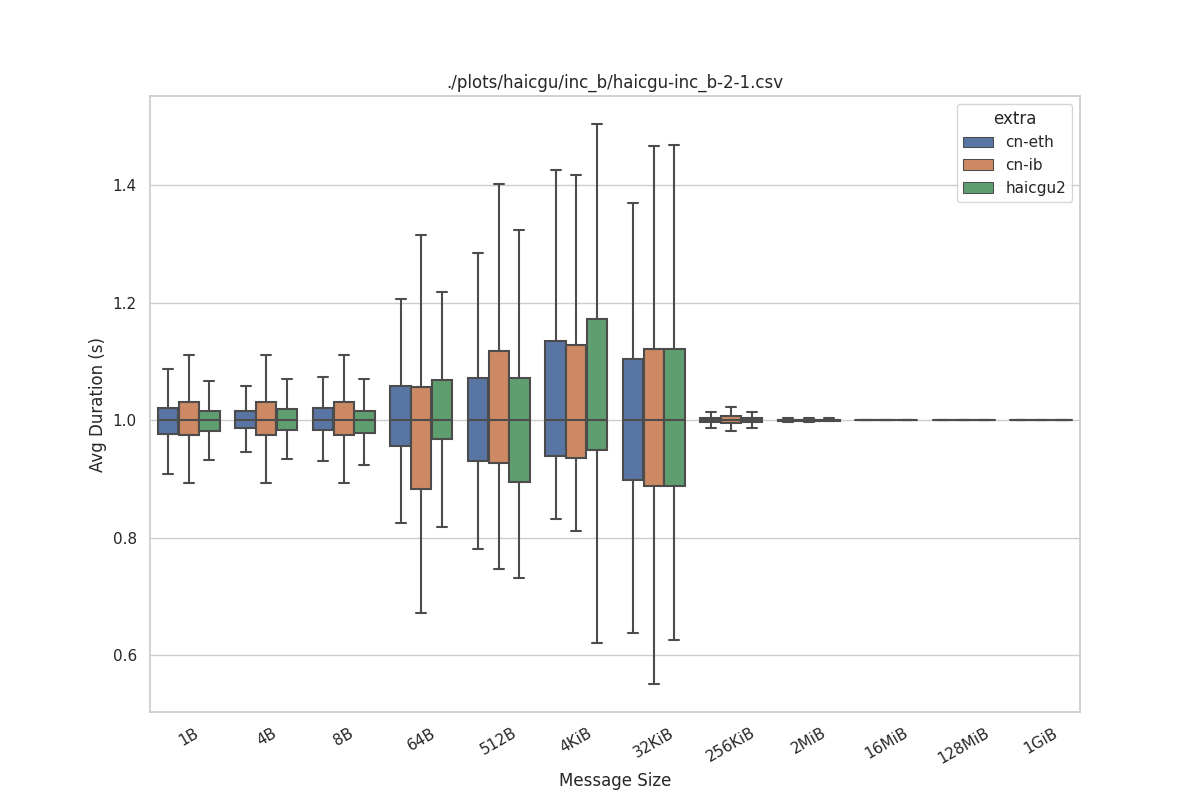 ./plots/haicgu/inc_b/haicgu-inc_b-2-1.csv
extra
cn-eth
cn-ib
haicgu2
Avg Duration (s)
1.4
1.2
1.0
0.8
0.6
1B
4B
8B
64B
512B
4KiB
32KiB
256KiB
2MiB
16MiB
128MiB
1GiB
Message Size